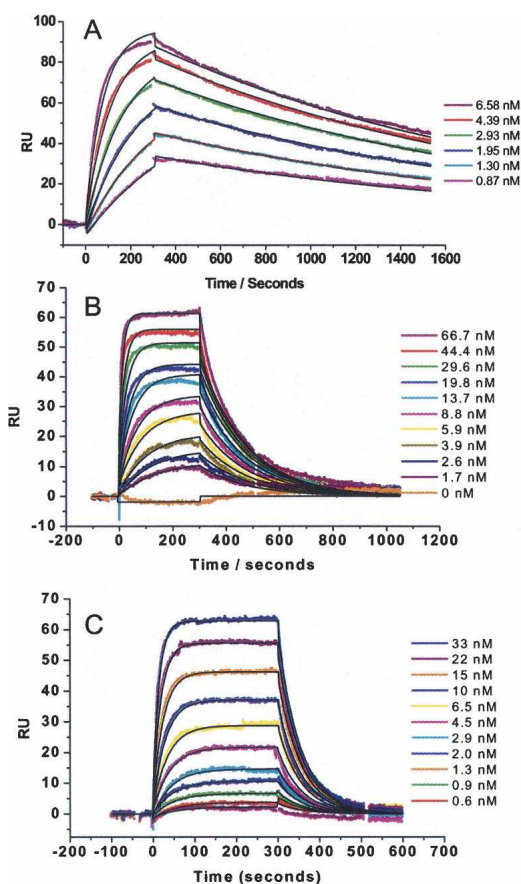 A
100
80
60
40
20
0
RU
6.58 nM
4.39 nM
2.93 nM
1.95 nM
1.30 nM
0.87 nM
0 200 400 600 800 1000 1200 1400 1600
Time / Seconds
B
70
60
50
40
30
20
10
0
-10
RU
66.7 nM
44.4 nM
29.6 nM
19.8 nM
13.7 nM
8.8 nM
5.9 nM
3.9 nM
2.6 nM
1.7 nM
0 nM
-200 0 200 400 600 800 1000 1200
Time / seconds
C
70
60
50
40
30
20
10
0
RU
33 nM
22 nM
15 nM
10 nM
6.5 nM
4.5 nM
2.9 nM
2.0 nM
1.3 nM
0.9 nM
0.6 nM
-200 -100 0 100 200 300 400 500 600 700
Time (seconds)